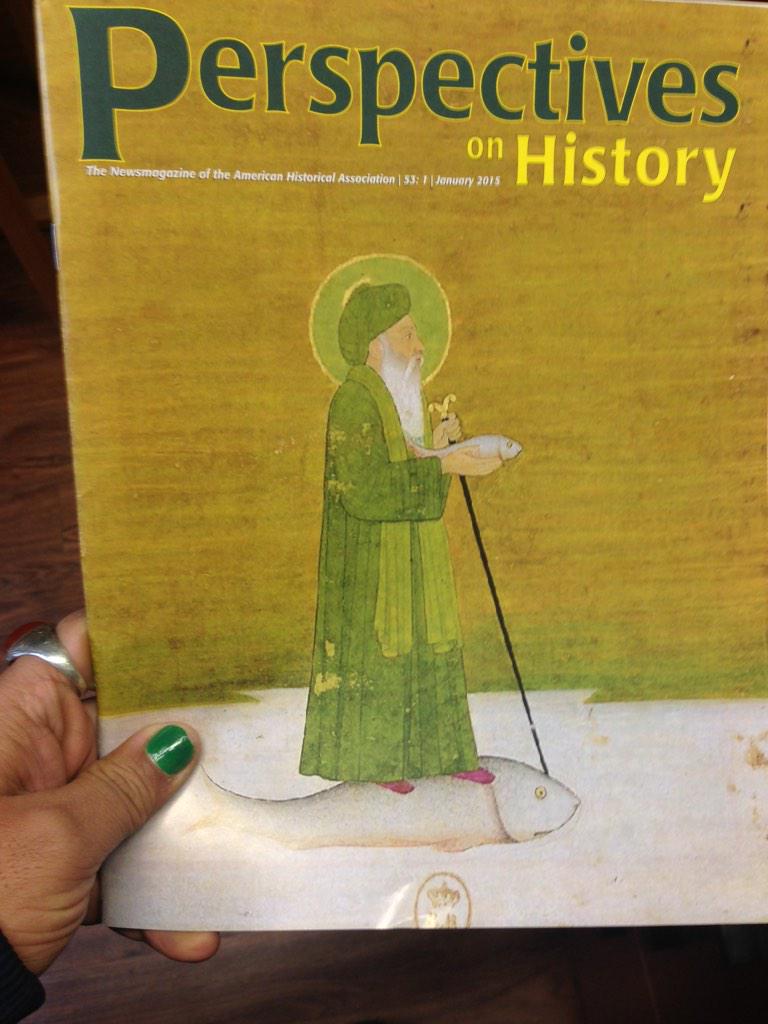 Perspectives
on History
The Newsmagazine of the American Historical Association | 53: 1 | January 2015